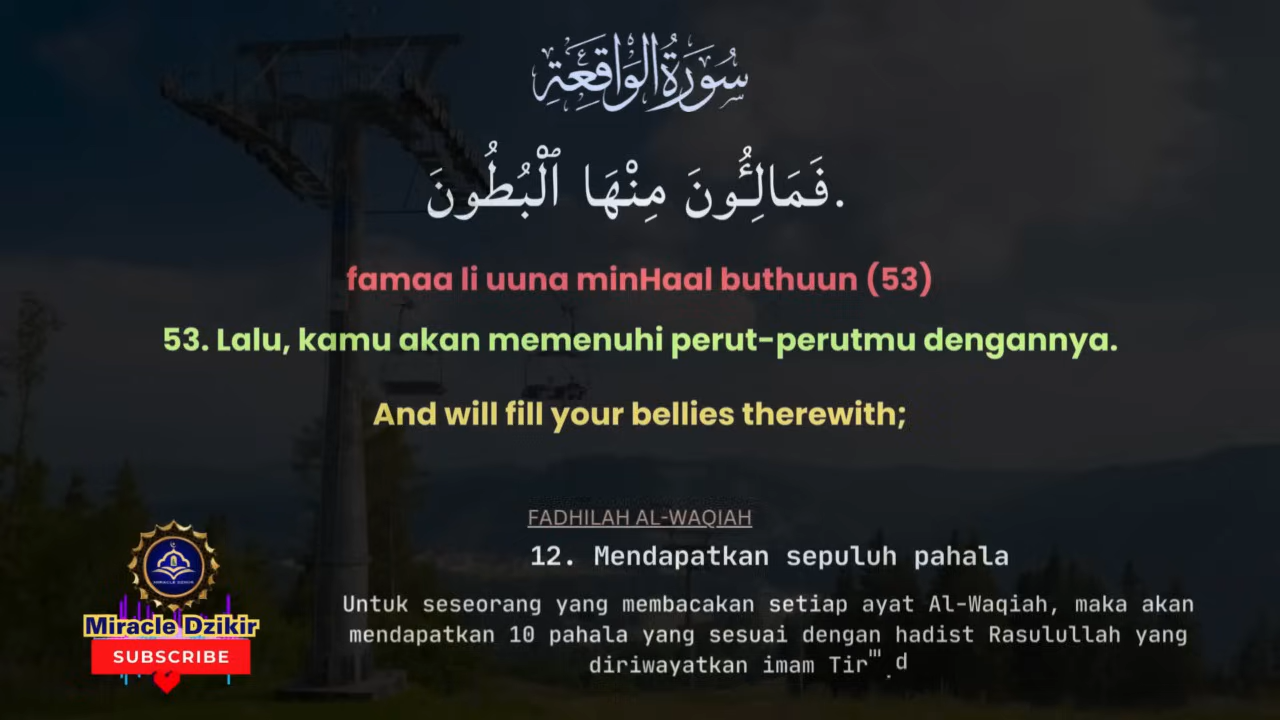 سُورَةُ الْوَاقِعَةِ
فَمَالِـُٔونَ مِنْهَا ٱلْبُطُونَ.
famaa li uuna minHaal buthuun (53)
53. Lalu, kamu akan memenuhi perut-perutmu dengannya.
And will fill your bellies therewith;
FADHILAH AL-WAQIAH
12. Mendapatkan sepuluh pahala
Untuk seseorang yang membacakan setiap ayat Al-Waqiah, maka akan
mendapatkan 10 pahala yang sesuai dengan hadist Rasulullah yang
diriwayatkan imam
MIRACLE DZIKIR
Miracle Dzikir
SUBSCRIBE